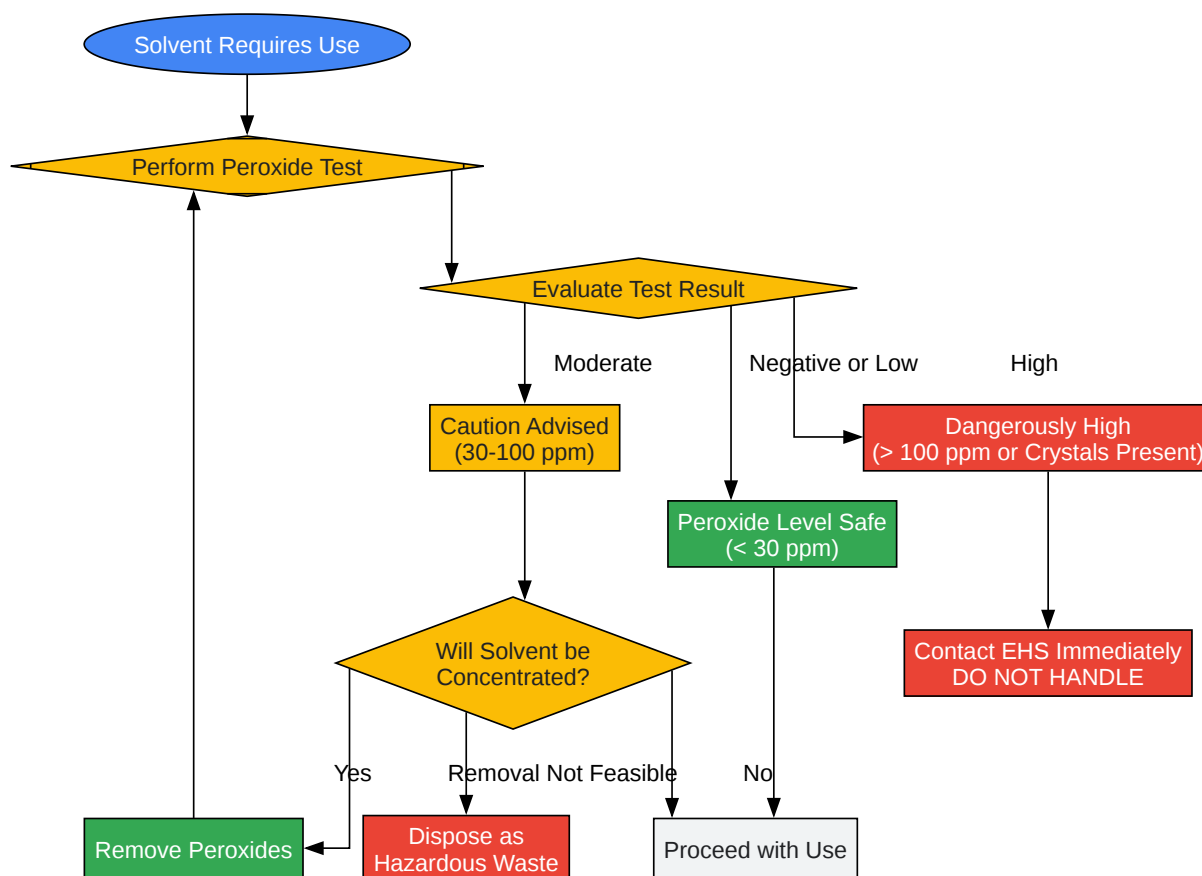 Solvent Requires Use
Perform Peroxide Test
Evaluate Test Result
Moderate
Negative or Low
High
Caution Advised
(30-100 ppm)
Dangerously High
(> 100 ppm or Crystals Present)
Peroxide Level Safe
(< 30 ppm)
Will Solvent be
Concentrated?
Contact EHS Immediately
DO NOT HANDLE
Yes
Removal Not Feasible
No
Remove Peroxides
Dispose as
Hazardous Waste
Proceed with Use